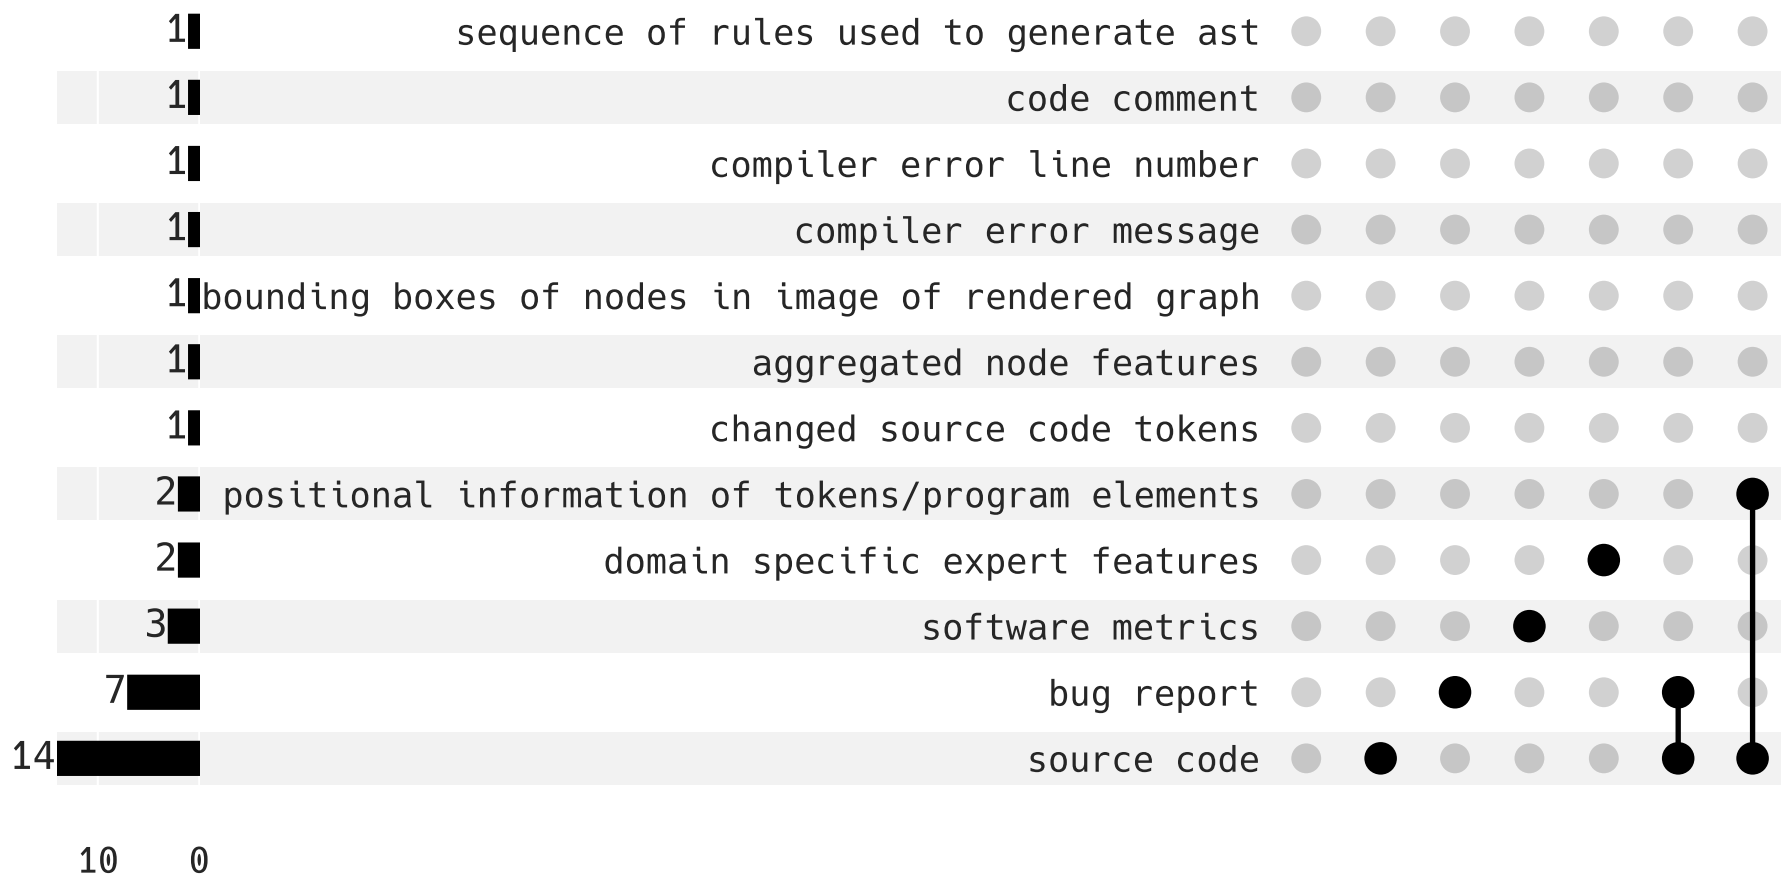 1 sequence of rules used to generate ast
1 code comment
1 compiler error line number
1 compiler error message
1 bounding boxes of nodes in image of rendered graph
1 aggregated node features
1 changed source code tokens
2 positional information of tokens/program elements
2 domain specific expert features
3 software metrics
7 bug report
14 source code
10 0